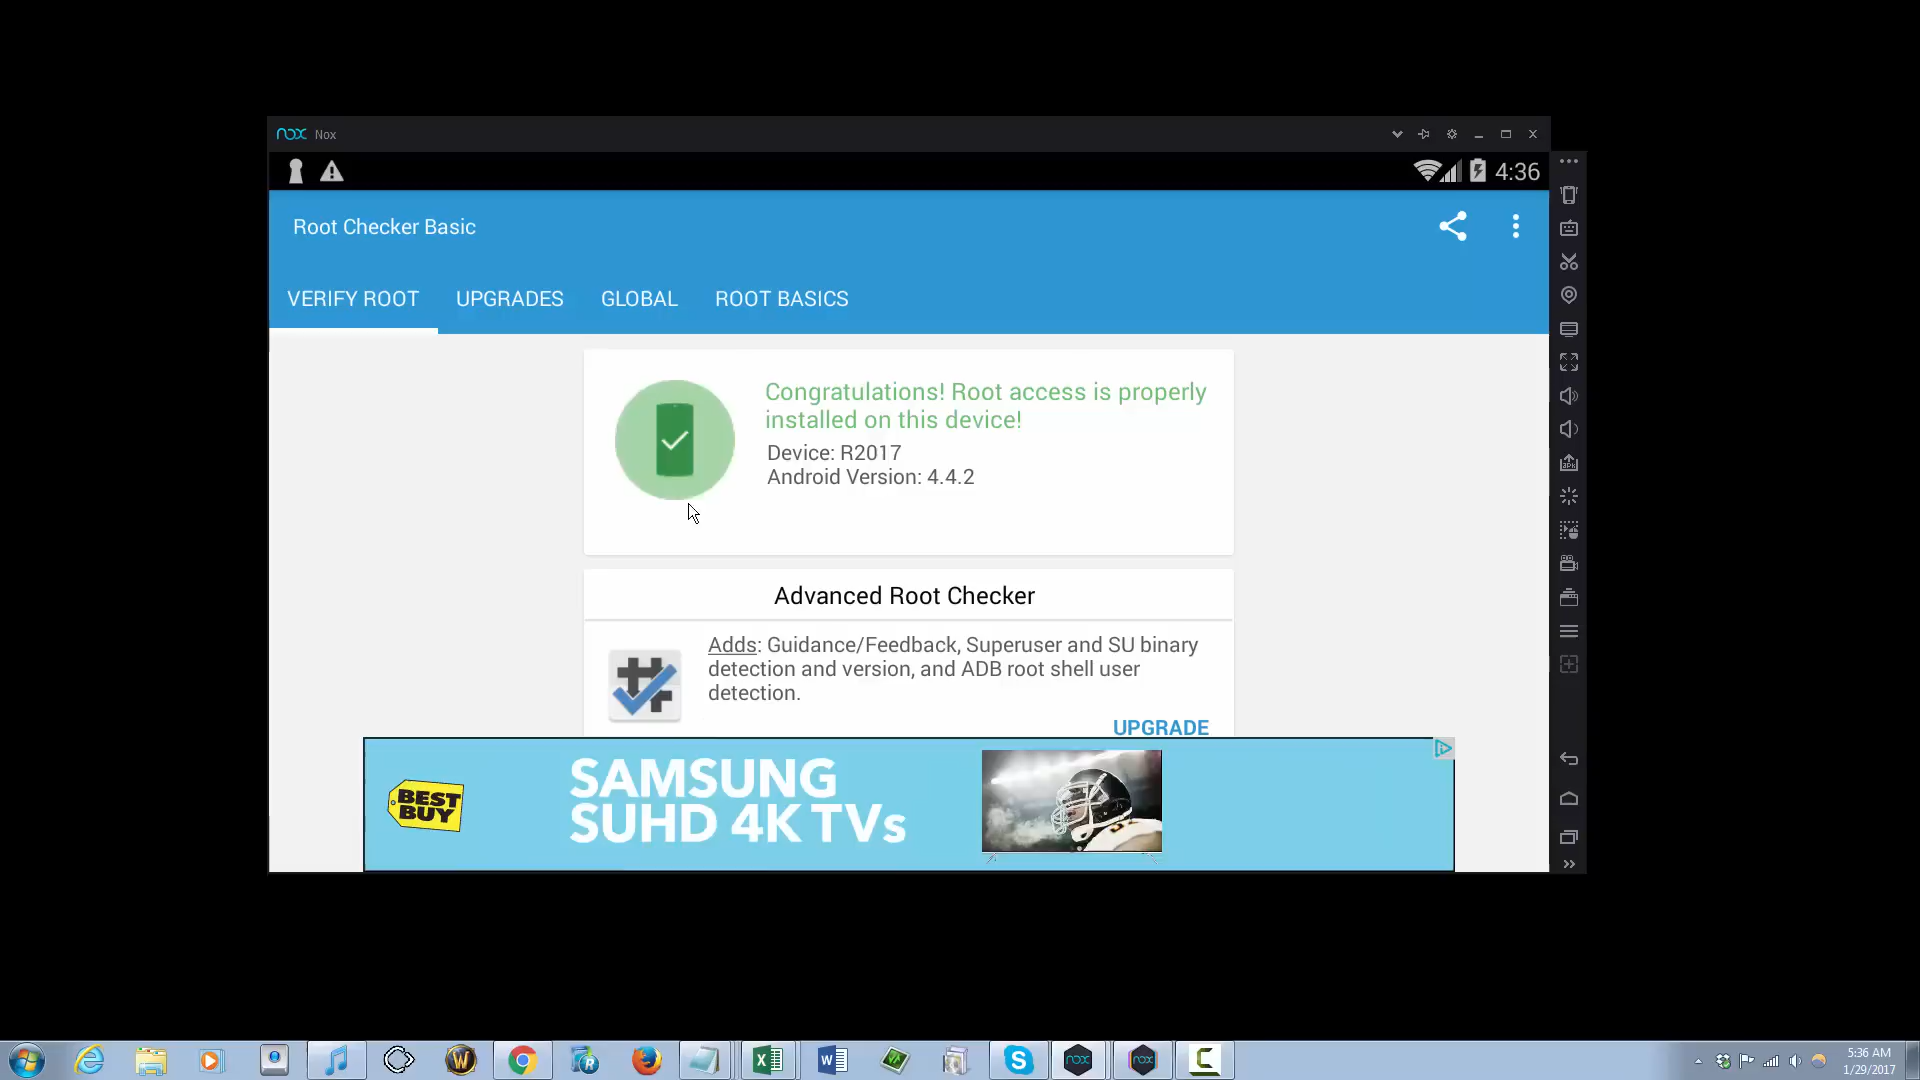 nox Nox
4:36
Root Checker Basic
VERIFY ROOT UPGRADES GLOBAL ROOT BASICS
Congratulations! Root access is properly
installed on this device!
Device: R2017
Android Version: 4.4.2
Advanced Root Checker
Adds: Guidance/Feedback, Superuser and SU binary
detection and version, and ADB root shell user
detection.
UPGRADE
BEST
BUY
SAMSUNG
SUHD 4K TVs
5:36 AM
1/29/2017